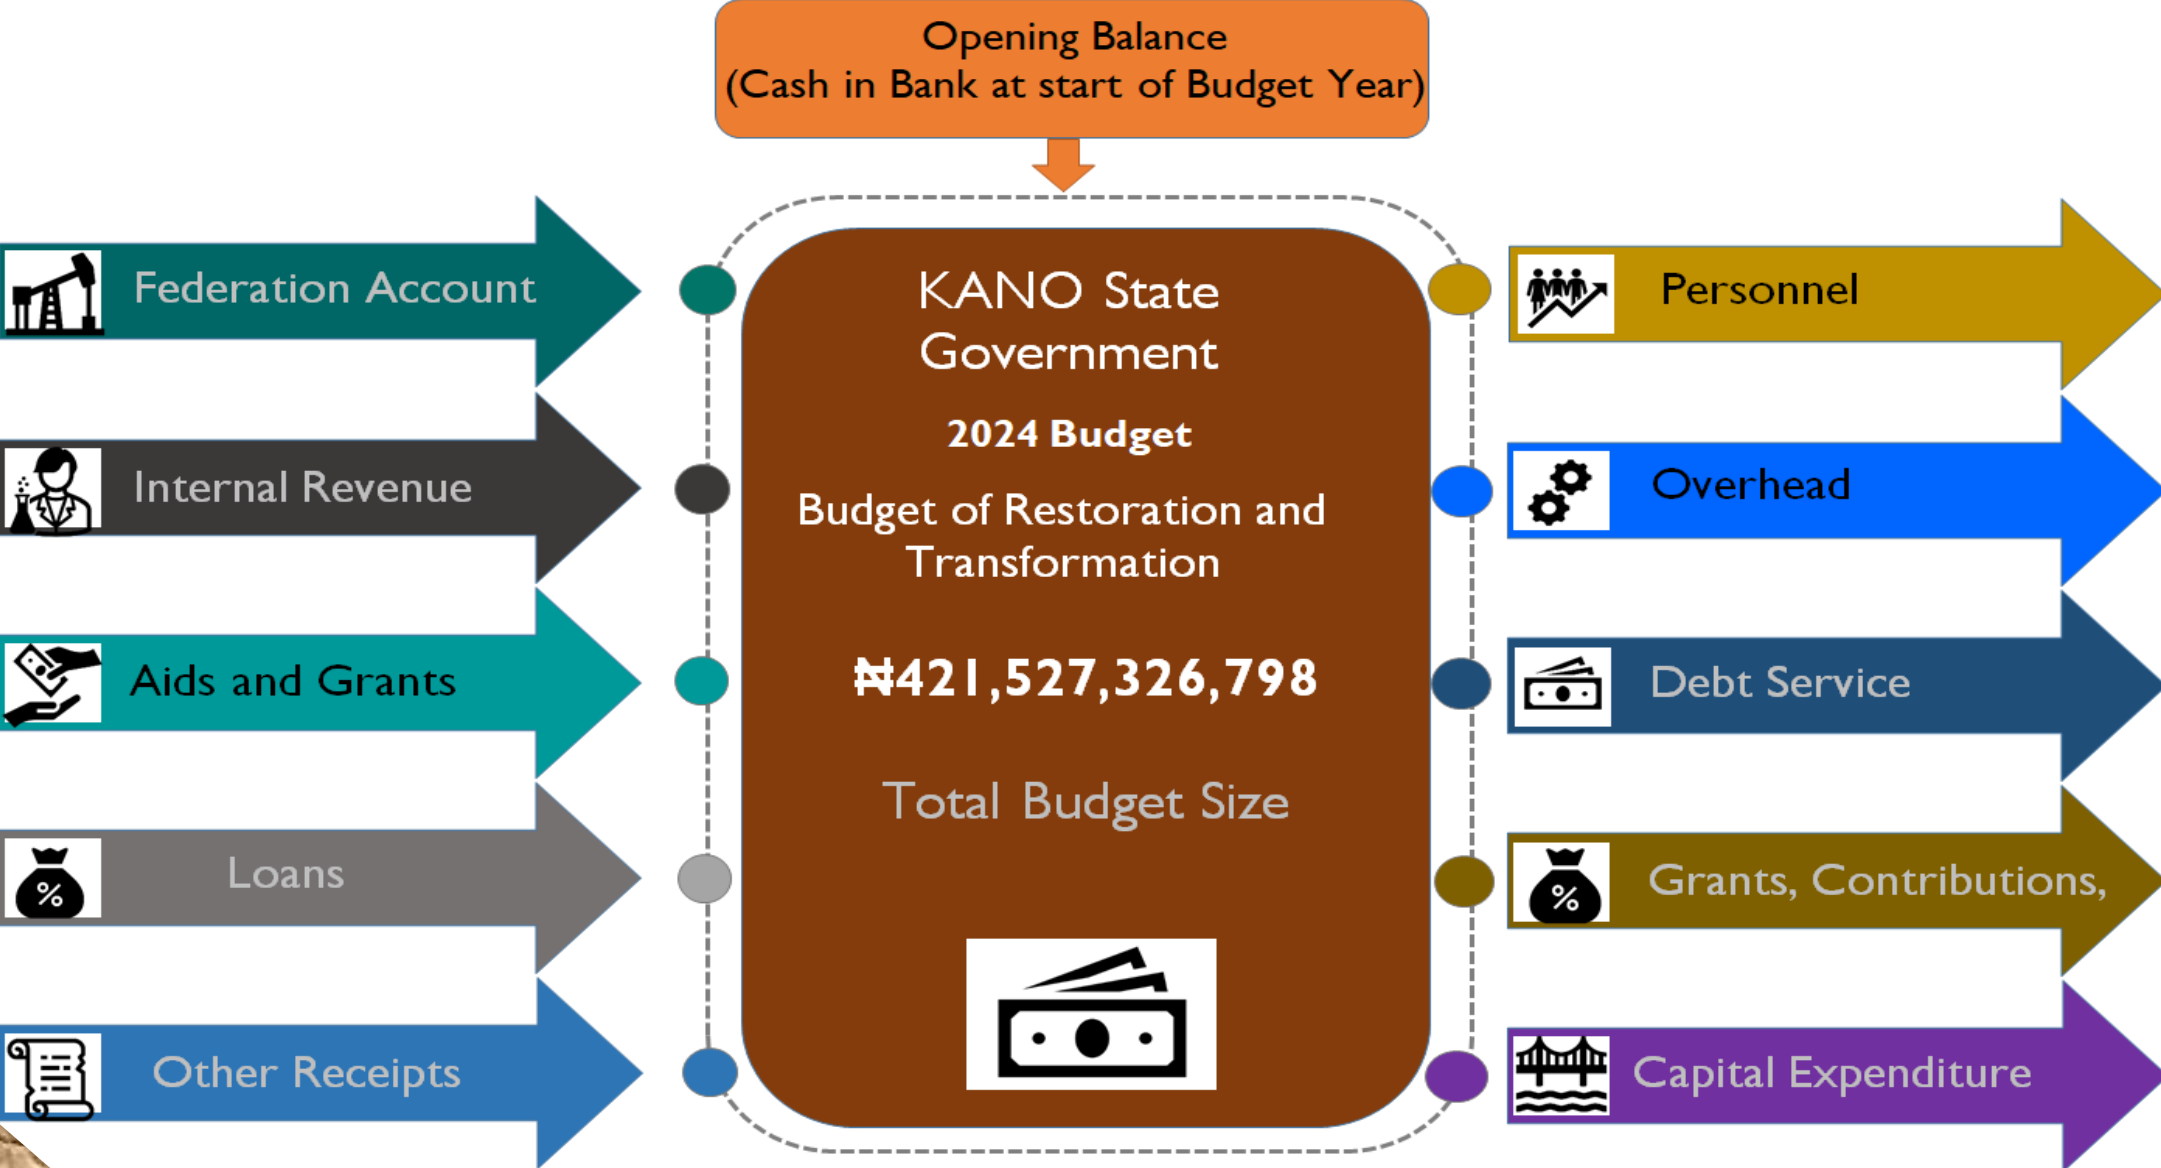 Opening Balance
(Cash in Bank at start of Budget Year)
Federation Account
Internal Revenue
Aids and Grants
%
Loans
Other Receipts
KANO State
Government
2024 Budget
Budget of Restoration and
Transformation
₦421,527,326,798
Total Budget Size
Personnel
Overhead
Debt Service
%
Grants, Contributions,
Capital Expenditure